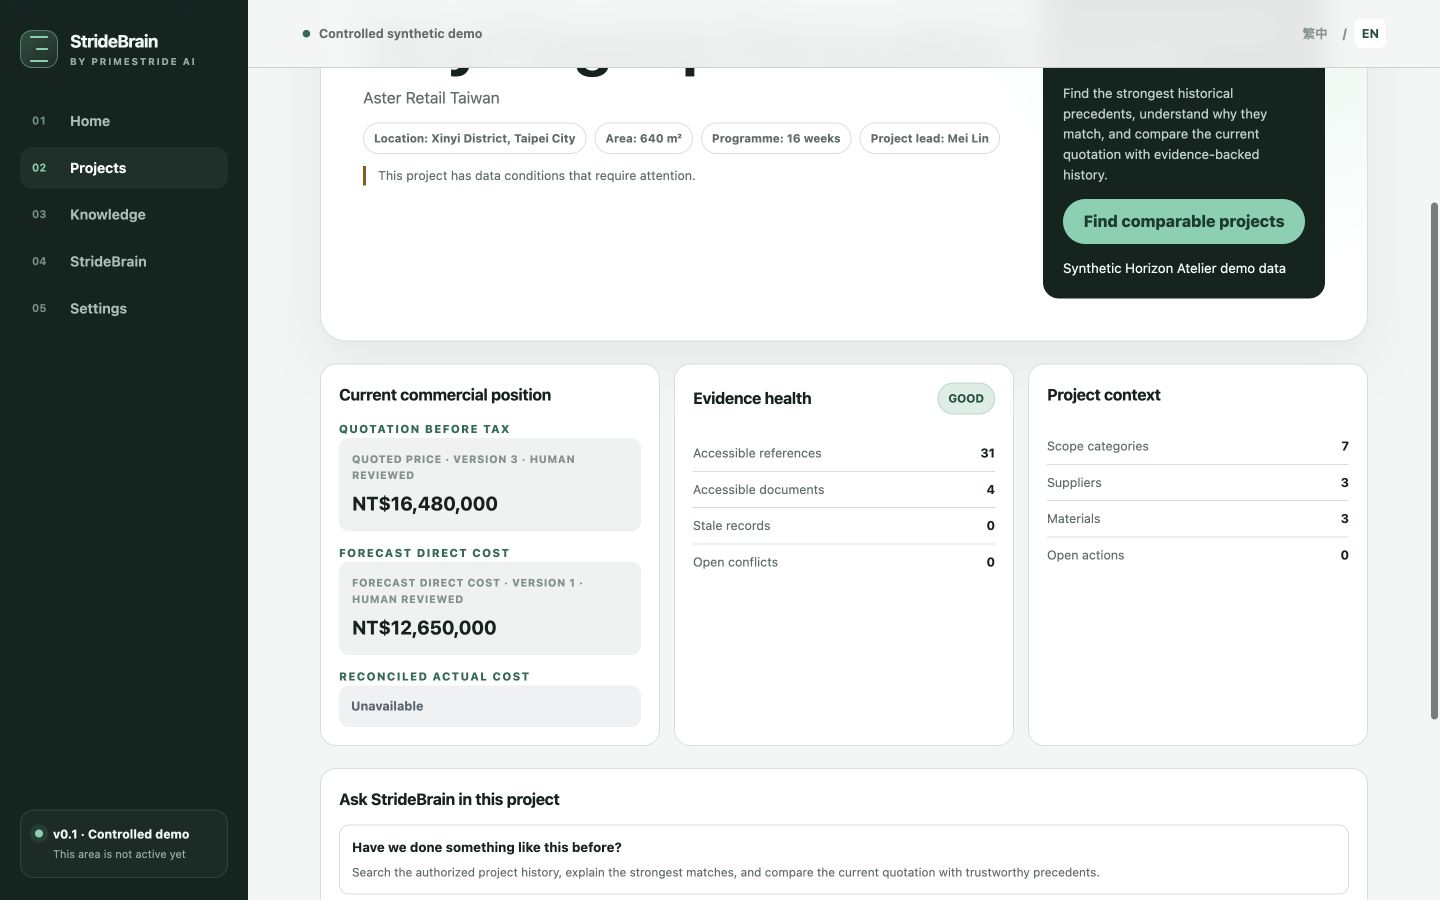 StrideBrain
BY PRIMESTRIDE AI
01 Home
02 Projects
03 Knowledge
04 StrideBrain
05 Settings
v0.1 · Controlled demo
This area is not active yet
Controlled synthetic demo
繁中 / EN
Aster Retail Taiwan
Location: Xinyi District, Taipei City
Area: 640 m²
Programme: 16 weeks
Project lead: Mei Lin
This project has data conditions that require attention.
Find the strongest historical
precedents, understand why they
match, and compare the current
quotation with evidence-backed
history.
Find comparable projects
Synthetic Horizon Atelier demo data
Current commercial position
QUOTATION BEFORE TAX
QUOTED PRICE · VERSION 3 · HUMAN
REVIEWED
NT$16,480,000
FORECAST DIRECT COST
FORECAST DIRECT COST · VERSION 1 ·
HUMAN REVIEWED
NT$12,650,000
RECONCILED ACTUAL COST
Unavailable
Evidence health
GOOD
Accessible references 31
Accessible documents 4
Stale records 0
Open conflicts 0
Project context
Scope categories 7
Suppliers 3
Materials 3
Open actions 0
Ask StrideBrain in this project
Have we done something like this before?
Search the authorized project history, explain the strongest matches, and compare the current quotation with trustworthy precedents.